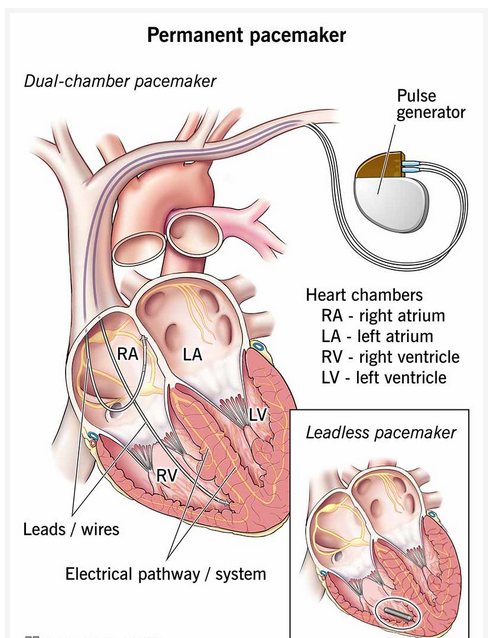 Permanent pacemaker
Dual-chamber pacemaker
Pulse
generator
Heart chambers
RA - right atrium
LA - left atrium
RV - right ventricle
LV - left ventricle
RA
LA
LV
RV
Leadless pacemaker
Leads / wires
Electrical pathway / system